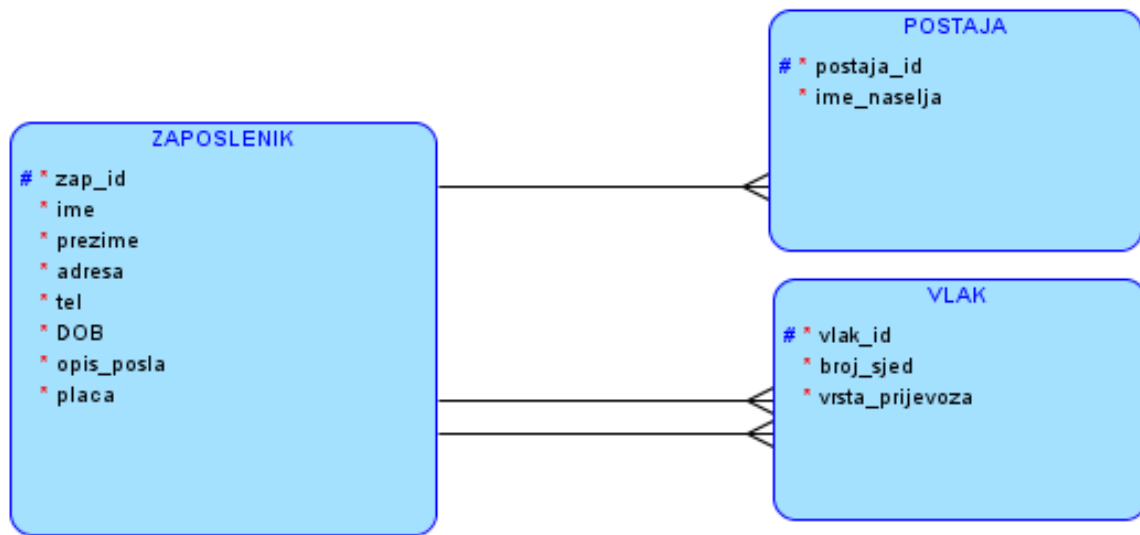 ZAPOSLENIK
# * zap_id
* ime
* prezime
* adresa
* tel
* DOB
* opis_posla
* placa
POSTAJA
# * postaja_id
* ime_naselja
VLAK
# * vlak_id
* broj_sjed
* vrsta_prijevoza